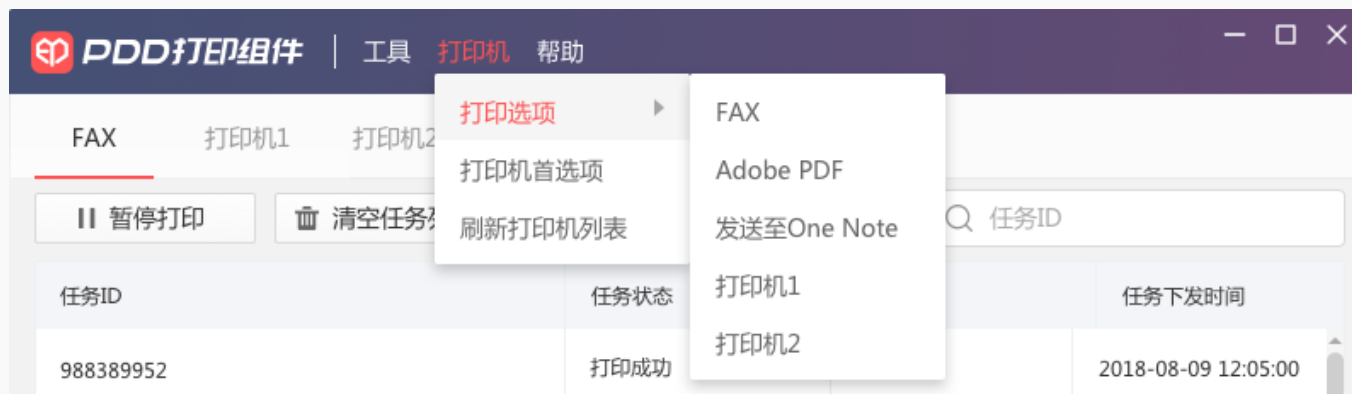 PDD打印组件 工具 打印机 帮助
FAX 打印机1 打印机2
打印选项
打印机首选项
刷新打印机列表
FAX
Adobe PDF
发送至One Note
打印机1
打印机2
暂停打印 清空任务 任务ID
任务ID 任务状态 任务下发时间
988389952 打印成功 2018-08-09 12:05:00